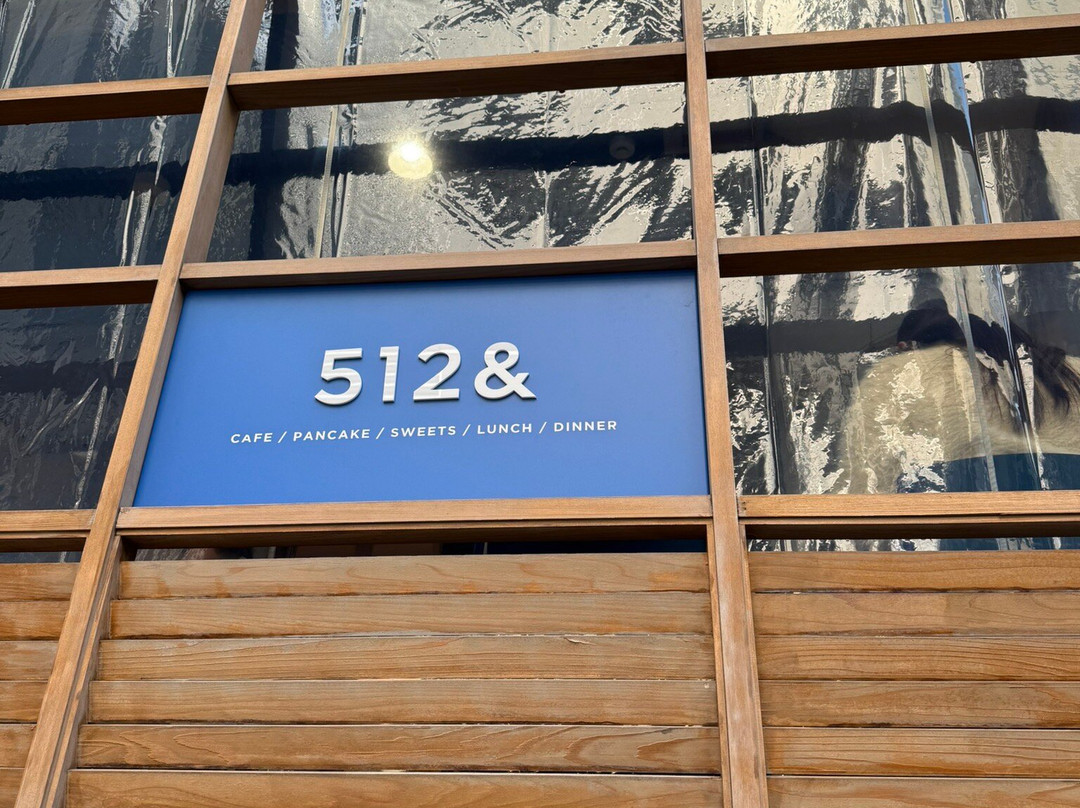 512&
CAFE / PANCAKE / SWEETS / LUNCH / DINNER